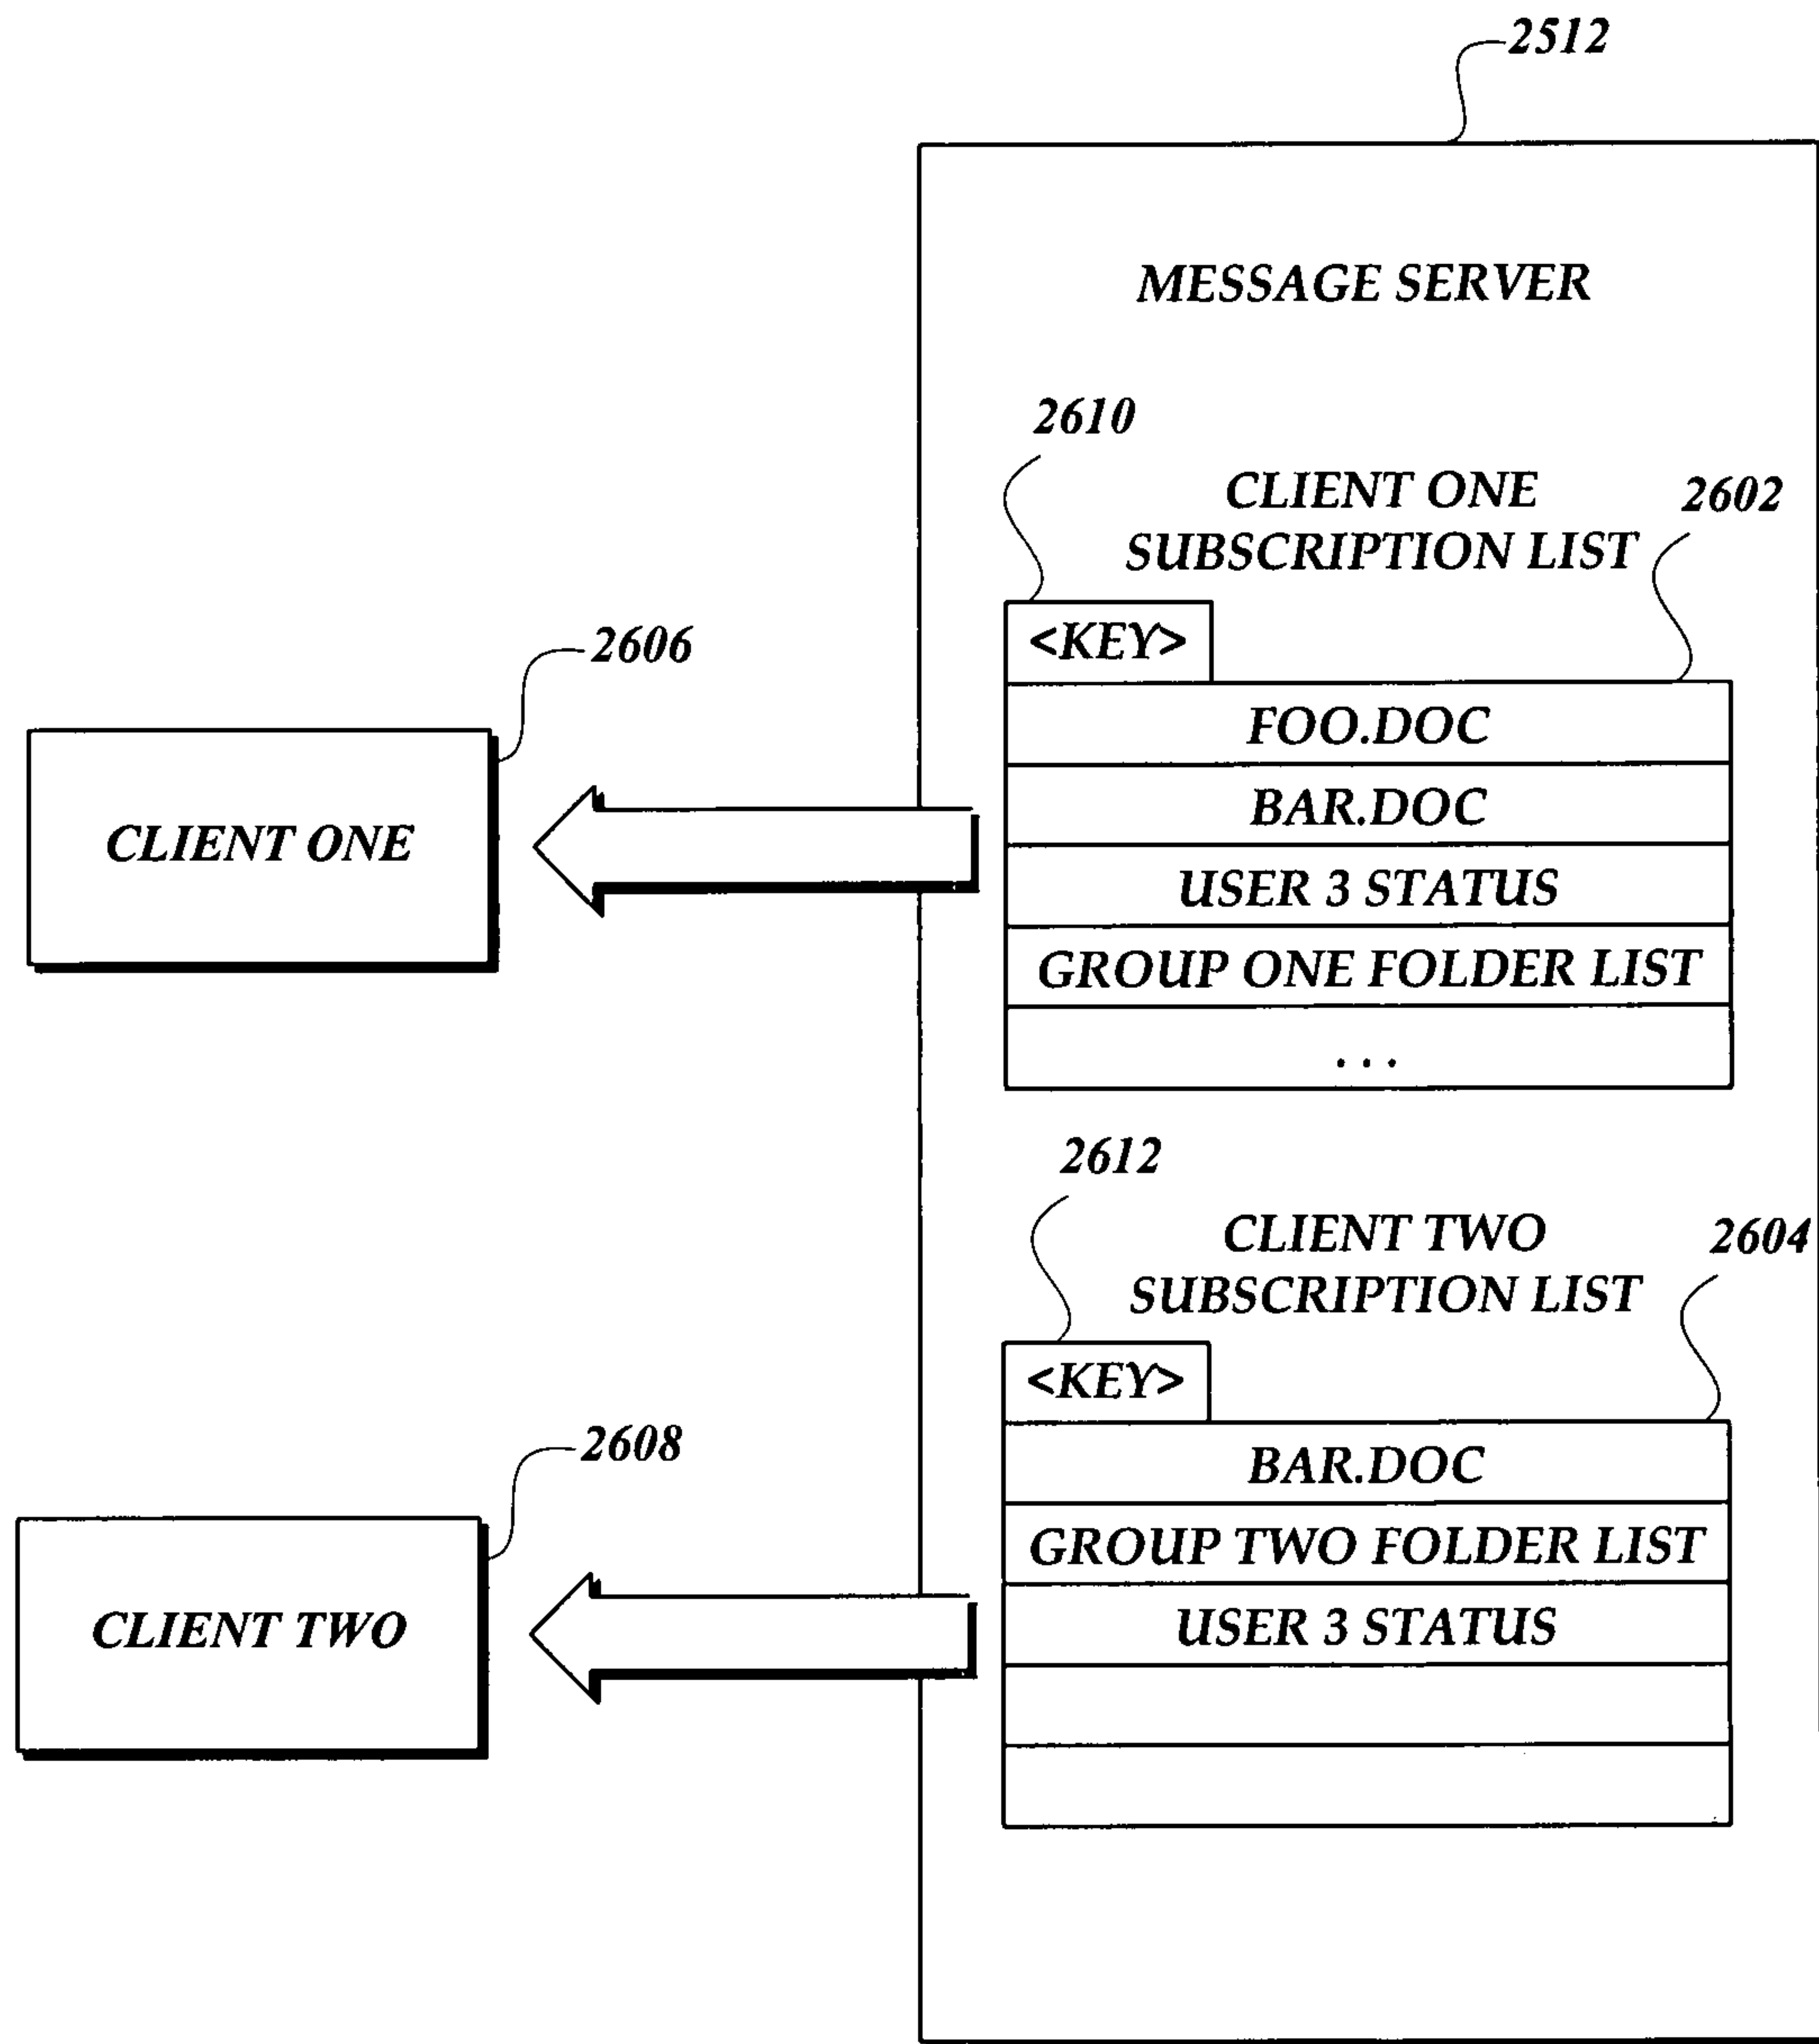 2512
MESSAGE SERVER
2610
CLIENT ONE
SUBSCRIPTION LIST
2602
<KEY>
FOO.DOC
BAR.DOC
USER 3 STATUS
GROUP ONE FOLDER LIST
. . .
2606
CLIENT ONE
2612
CLIENT TWO
SUBSCRIPTION LIST
2604
<KEY>
BAR.DOC
GROUP TWO FOLDER LIST
USER 3 STATUS
2608
CLIENT TWO